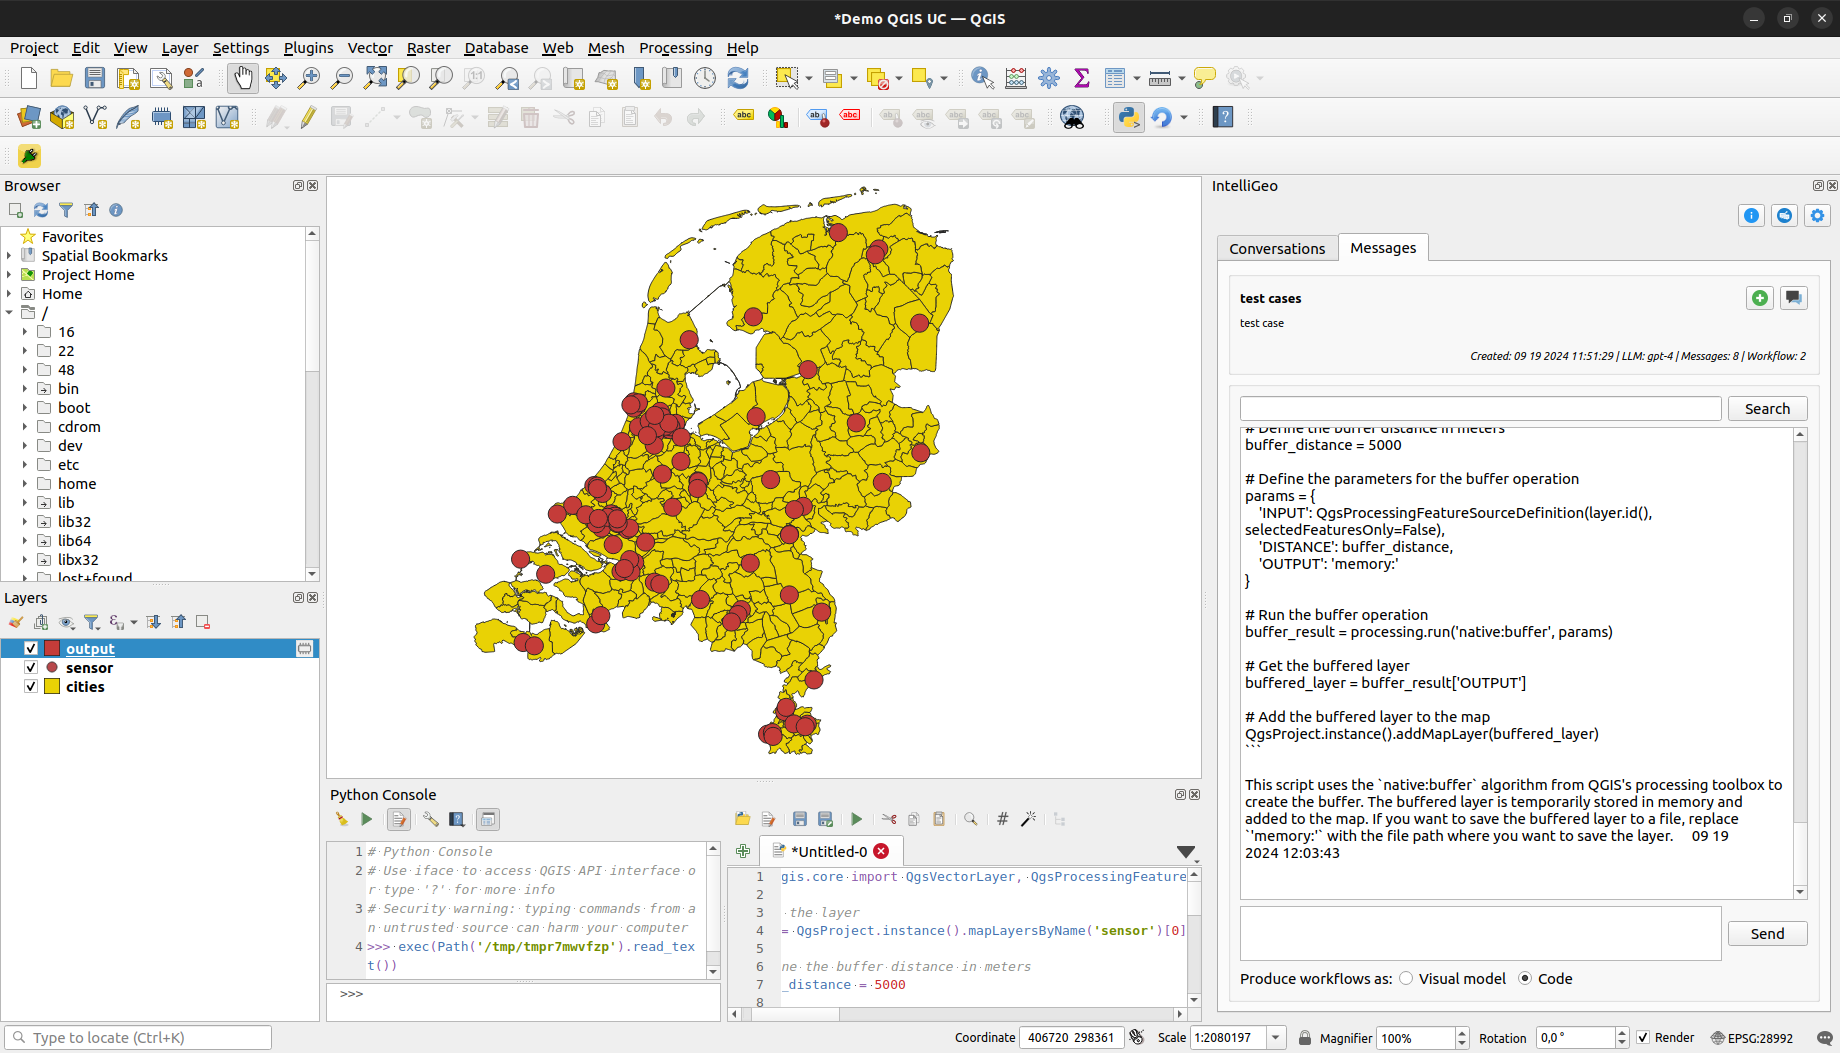 *Demo QGIS UC — QGIS
Project Edit View Layer Settings Plugins Vector Raster Database Web Mesh Processing Help
Browser
Favorites
Spatial Bookmarks
Project Home
Home
/
16
22
48
bin
boot
cdrom
dev
etc
home
lib
lib32
lib64
libx32
lost+found
Layers
output
sensor
cities
Python Console
1 # Python Console
2 # Use iface to access QGIS API interface o
r type '?' for more info
3 # Security warning: typing commands from a
n untrusted source can harm your computer
4 >>> exec(Path('/tmp/tmpr7mwvfzp').read_tex
t())
>>>
*Untitled-0
1 gis.core import QgsVectorLayer, QgsProcessingFeature
2
3 the layer
4 = QgsProject.instance().mapLayersByName('sensor')[0]
5
6 ne the buffer distance in meters
7 _distance = 5000
8
IntelliGeo
Conversations Messages
test cases
test case
Created: 09 19 2024 11:51:29 | LLM: gpt-4 | Messages: 8 | Workflow: 2
Search
# Define the buffer distance in meters
buffer_distance = 5000
# Define the parameters for the buffer operation
params = {
'INPUT': QgsProcessingFeatureSourceDefinition(layer.id(),
selectedFeaturesOnly=False),
'DISTANCE': buffer_distance,
'OUTPUT': 'memory:'
}
# Run the buffer operation
buffer_result = processing.run('native:buffer', params)
# Get the buffered layer
buffered_layer = buffer_result['OUTPUT']
# Add the buffered layer to the map
QgsProject.instance().addMapLayer(buffered_layer)
```
This script uses the `native:buffer` algorithm from QGIS's processing toolbox to
create the buffer. The buffered layer is temporarily stored in memory and
added to the map. If you want to save the buffered layer to a file, replace
`'memory:'` with the file path where you want to save the layer. 09 19
2024 12:03:43
Send
Produce workflows as: Visual model Code
Type to locate (Ctrl+K)
Coordinate 406720 298361 Scale 1:2080197 Magnifier 100% Rotation 0,0 ° Render EPSG:28992